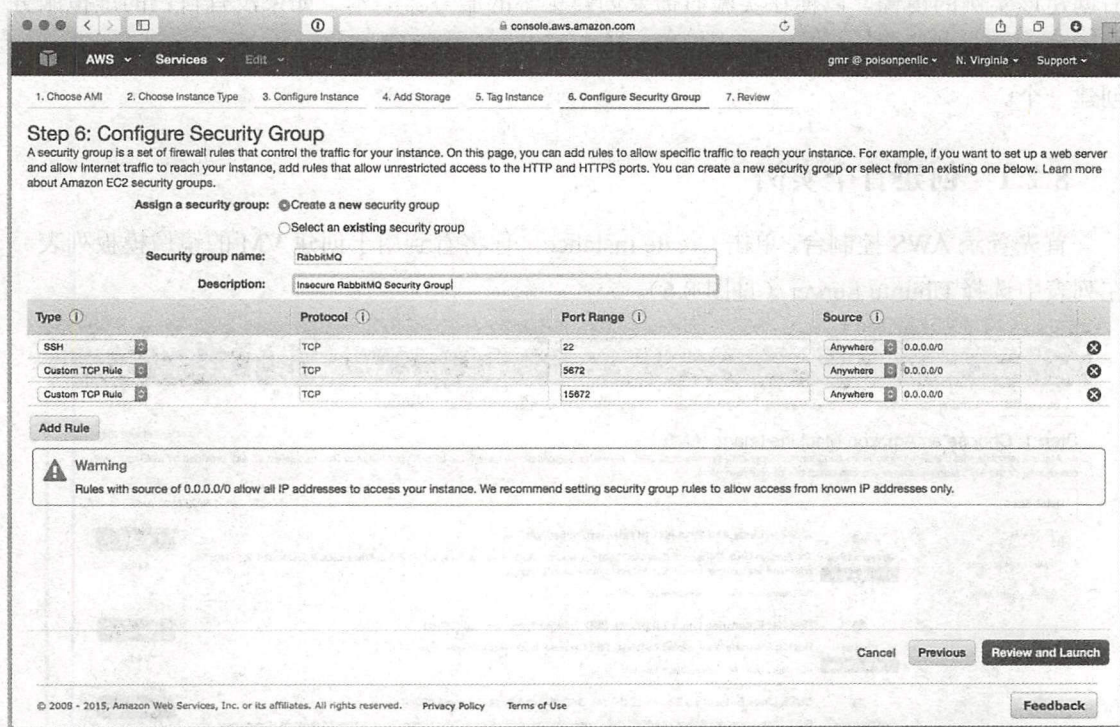 console.aws.amazon.com
AWS Services Edit gmr @ poisonpenllc N. Virginia Support
1. Choose AMI 2. Choose Instance Type 3. Configure Instance 4. Add Storage 5. Tag Instance 6. Configure Security Group 7. Review
Step 6: Configure Security Group
A security group is a set of firewall rules that control the traffic for your instance. On this page, you can add rules to allow specific traffic to reach your instance. For example, if you want to set up a web server
and allow Internet traffic to reach your instance, add rules that allow unrestricted access to the HTTP and HTTPS ports. You can create a new security group or select from an existing one below. Learn more
about Amazon EC2 security groups.
Assign a security group: Create a new security group
Select an existing security group
Security group name: RabbitMQ
Description: Insecure RabbitMQ Security Group
Type Protocol Port Range Source
SSH TCP 22 Anywhere 0.0.0.0/0
Custom TCP Rule TCP 5672 Anywhere 0.0.0.0/0
Custom TCP Rule TCP 15672 Anywhere 0.0.0.0/0
Add Rule
Warning
Rules with source of 0.0.0.0/0 allow all IP addresses to access your instance. We recommend setting security group rules to allow access from known IP addresses only.
Cancel Previous Review and Launch
© 2008 - 2015, Amazon Web Services, Inc. or its affiliates. All rights reserved. Privacy Policy Terms of Use
Feedback